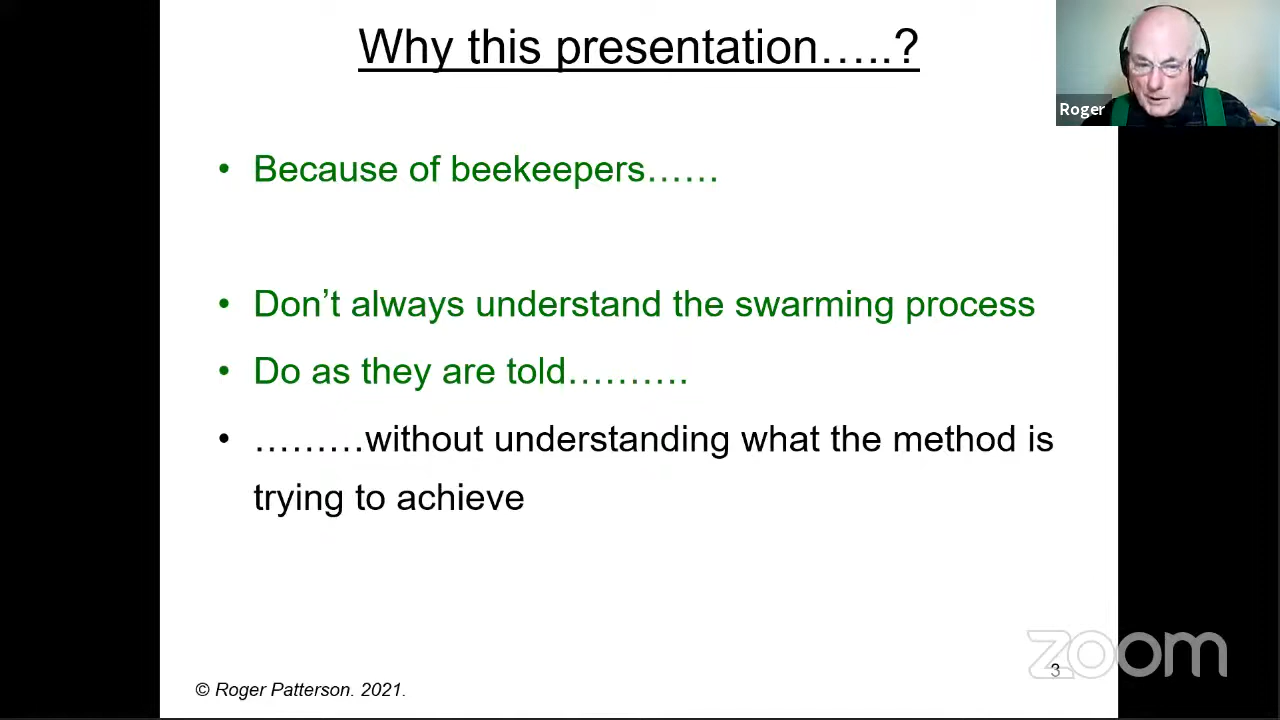 Why this presentation…..?
Roger
• Because of beekeepers……
• Don’t always understand the swarming process
• Do as they are told……….
• ………without understanding what the method is
trying to achieve
zoom
3
© Roger Patterson. 2021.